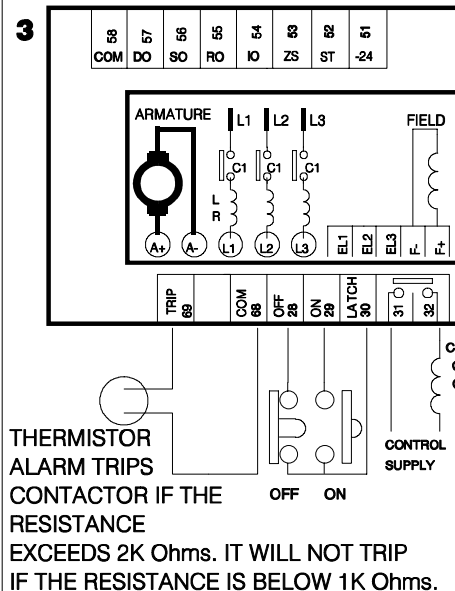 3
58 57 56 55 54 53 52 51
COM DO SO RO IO ZS ST -24
ARMATURE L1 L2 L3 FIELD
C1 C1 C1
L
R
A+ A- L1 L2 L3 EL1 EL2 EL3 F- F+
TRIP 69 COM 68 OFF 28 ON 29 LATCH 30 31 32
C
THERMISTOR
ALARM TRIPS
CONTACTOR IF THE
RESISTANCE
EXCEEDS 2K Ohms. IT WILL NOT TRIP
IF THE RESISTANCE IS BELOW 1K Ohms.
OFF ON
CONTROL
SUPPLY